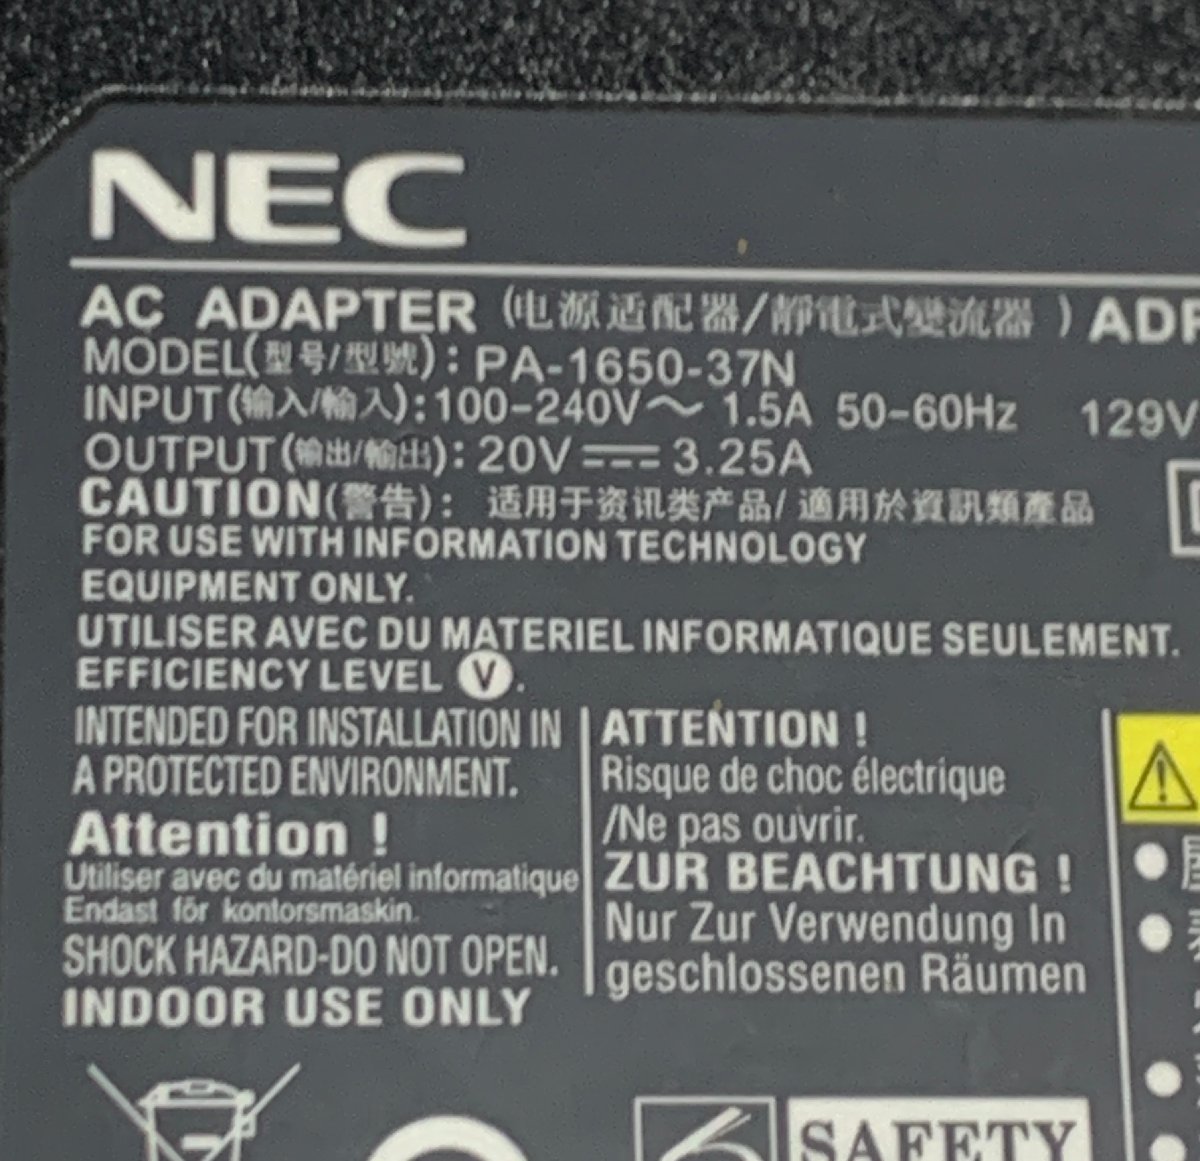 NEC
AC ADAPTER (电源适配器/靜電式變流器)
MODEL(型号/型號): PA-1650-37N
INPUT(输入/輸入): 100-240V～ 1.5A 50-60Hz 129V
OUTPUT(输出/輸出): 20V ⎓ 3.25A
CAUTION(警告): 适用于资讯类产品/ 適用於資訊類產品
FOR USE WITH INFORMATION TECHNOLOGY
EQUIPMENT ONLY.
UTILISER AVEC DU MATERIEL INFORMATIQUE SEULEMENT.
EFFICIENCY LEVEL V.
INTENDED FOR INSTALLATION IN
A PROTECTED ENVIRONMENT.
Attention !
Utiliser avec du matériel informatique
Endast för kontorsmaskin.
SHOCK HAZARD-DO NOT OPEN.
INDOOR USE ONLY
ATTENTION !
Risque de choc électrique
/Ne pas ouvrir.
ZUR BEACHTUNG !
Nur Zur Verwendung In
geschlossenen Räumen
SAFETY